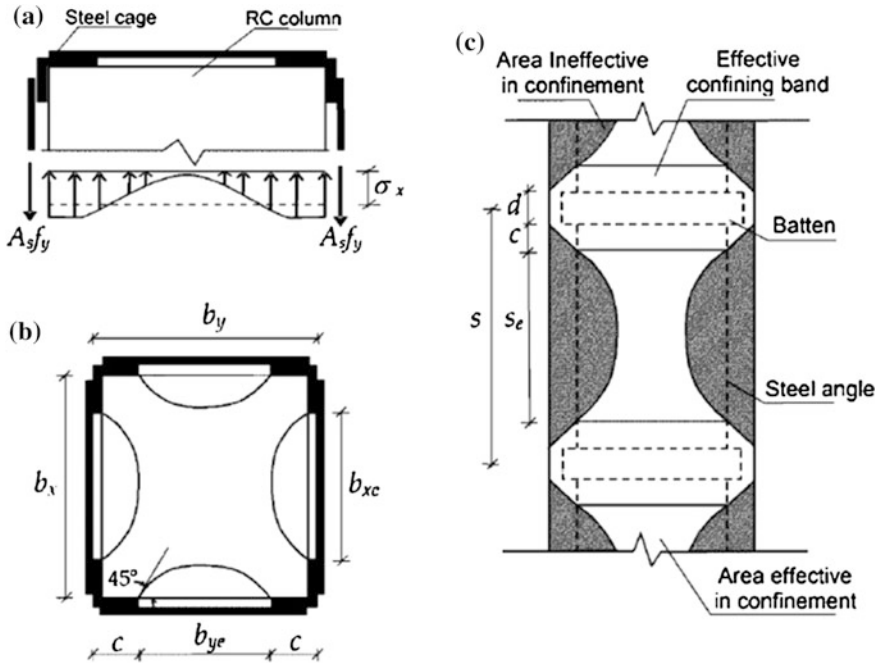 (a)
Steel cage
RC column
σx
Asfy
Asfy
(b)
by
bx
bxc
45°
c
bye
c
(c)
Area Ineffective
in confinement
Effective
confining band
d
c
Batten
s
se
Steel angle
Area effective
in confinement